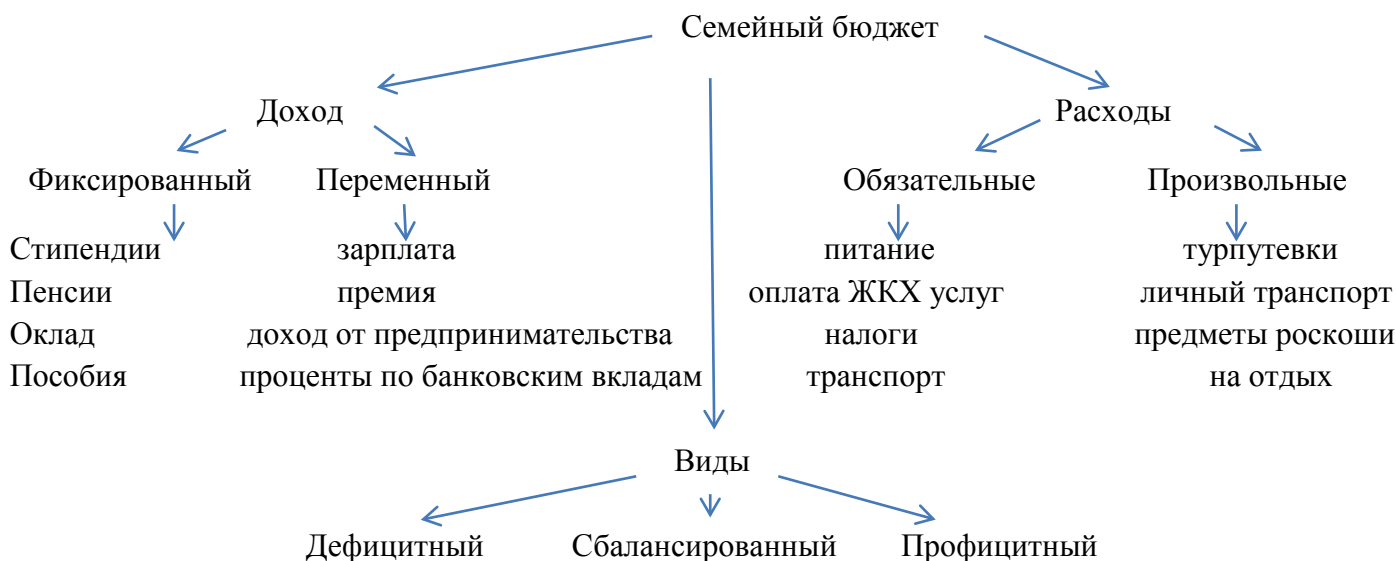 Семейный бюджет
Доход Расходы
Фиксированный Переменный Обязательные Произвольные
Стипендии зарплата питание турпутевки
Пенсии премия оплата ЖКХ услуг личный транспорт
Оклад доход от предпринимательства налоги предметы роскоши
Пособия проценты по банковским вкладам транспорт на отдых
Виды
Дефицитный Сбалансированный Профицитный